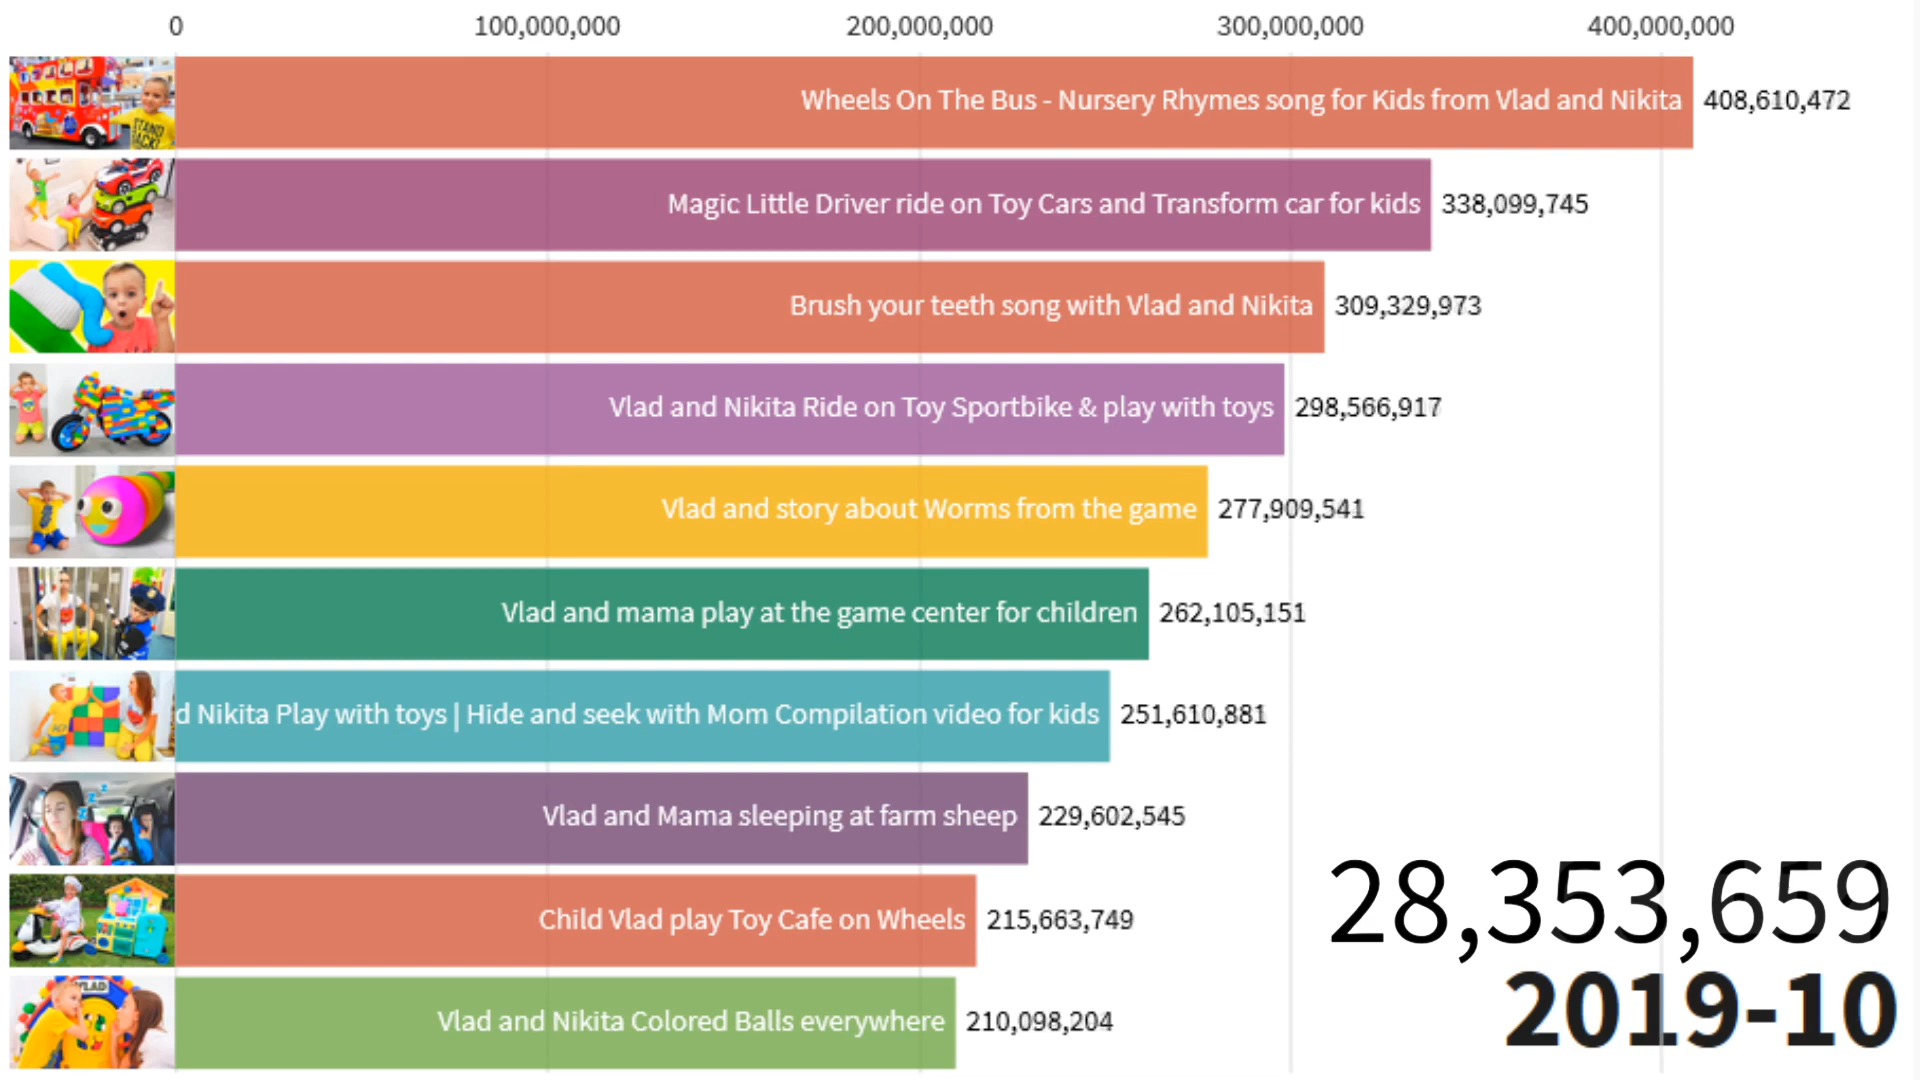 0 100,000,000 200,000,000 300,000,000 400,000,000
STAND BACK!
Wheels On The Bus - Nursery Rhymes song for Kids from Vlad and Nikita 408,610,472
Magic Little Driver ride on Toy Cars and Transform car for kids 338,099,745
Brush your teeth song with Vlad and Nikita 309,329,973
Vlad and Nikita Ride on Toy Sportbike & play with toys 298,566,917
Vlad and story about Worms from the game 277,909,541
Vlad and mama play at the game center for children 262,105,151
d Nikita Play with toys | Hide and seek with Mom Compilation video for kids 251,610,881
Vlad and Mama sleeping at farm sheep 229,602,545
Child Vlad play Toy Cafe on Wheels 215,663,749
28,353,659
VLAD
Vlad and Nikita Colored Balls everywhere 210,098,204
2019-10